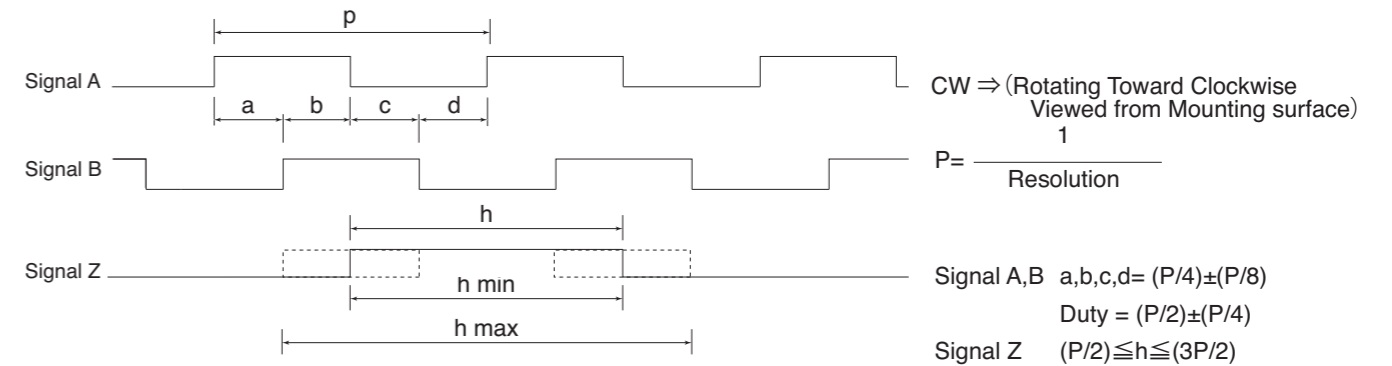 p
Signal A
a b c d
CW ⇒ (Rotating Toward Clockwise
Viewed from Mounting surface)
Signal B
P= 1
Resolution
h
Signal Z
h min
h max
Signal A,B a,b,c,d= (P/4)±(P/8)
Duty = (P/2)±(P/4)
Signal Z (P/2)≦h≦(3P/2)